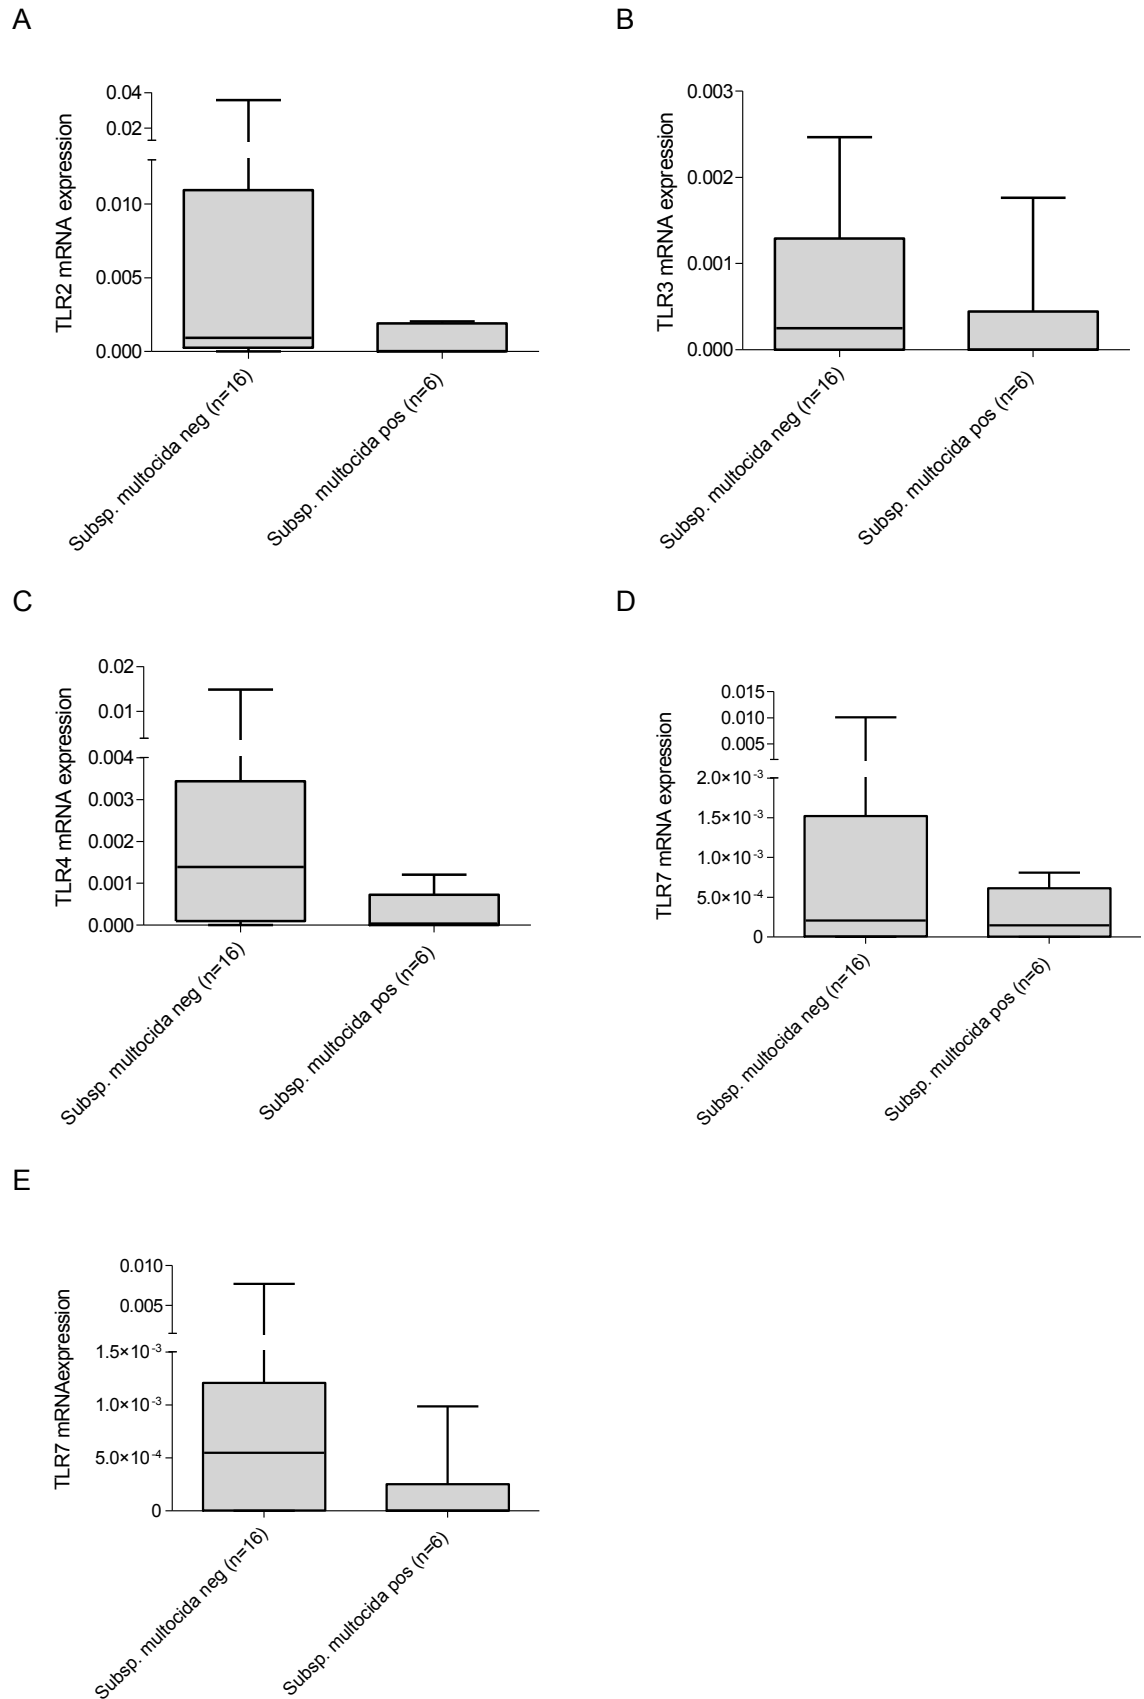 A
TLR2 mRNA expression
0.04
0.02
0.010
0.005
0.000
Subsp. multocida neg (n=16)
Subsp. multocida pos (n=6)
B
TLR3 mRNA expression
0.003
0.002
0.001
0.000
Subsp. multocida neg (n=16)
Subsp. multocida pos (n=6)
C
TLR4 mRNA expression
0.02
0.01
0.004
0.003
0.002
0.001
0.000
Subsp. multocida neg (n=16)
Subsp. multocida pos (n=6)
D
TLR7 mRNA expression
0.015
0.010
0.005
2.0×10⁻³
1.5×10⁻³
1.0×10⁻³
5.0×10⁻⁴
0
Subsp. multocida neg (n=16)
Subsp. multocida pos (n=6)
E
TLR7 mRNAexpression
0.010
0.005
1.5×10⁻³
1.0×10⁻³
5.0×10⁻⁴
0
Subsp. multocida neg (n=16)
Subsp. multocida pos (n=6)